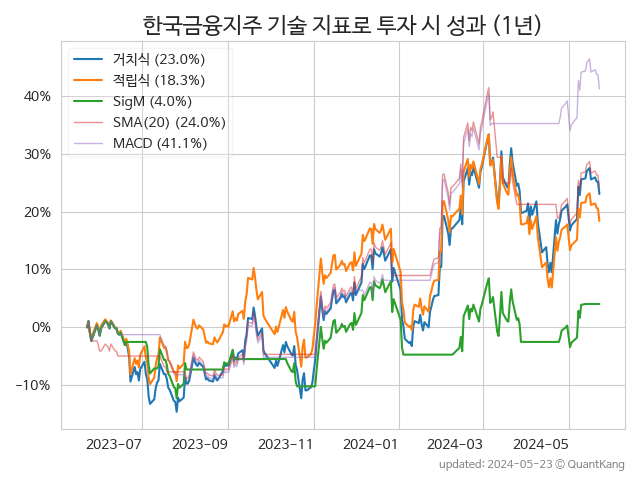 한국금융지주 기술 지표로 투자 시 성과 (1년)
거치식 (23.0%)
적립식 (18.3%)
SigM (4.0%)
SMA(20) (24.0%)
MACD (41.1%)
40%
30%
20%
10%
0%
−10%
2023-07
2023-09
2023-11
2024-01
2024-03
2024-05
updated: 2024-05-23 ⓒ QuantKang